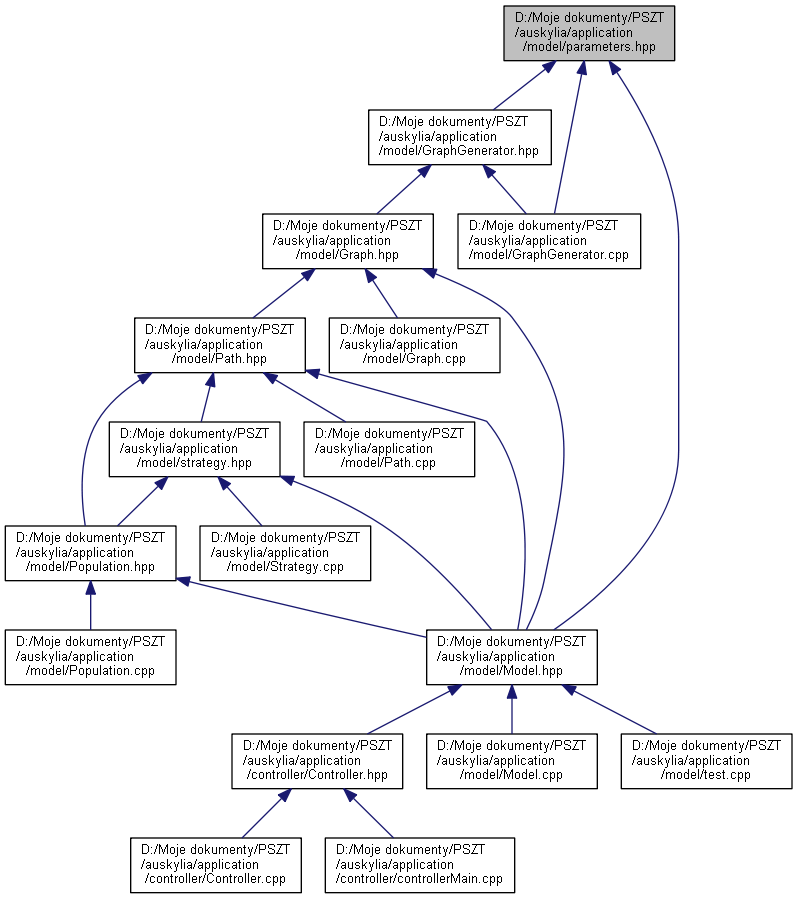 D:/Moje dokumenty/PSZT
/auskylia/application
/model/parameters.hpp
D:/Moje dokumenty/PSZT
/auskylia/application
/model/GraphGenerator.hpp
D:/Moje dokumenty/PSZT
/auskylia/application
/model/Graph.hpp
D:/Moje dokumenty/PSZT
/auskylia/application
/model/GraphGenerator.cpp
D:/Moje dokumenty/PSZT
/auskylia/application
/model/Path.hpp
D:/Moje dokumenty/PSZT
/auskylia/application
/model/Graph.cpp
D:/Moje dokumenty/PSZT
/auskylia/application
/model/strategy.hpp
D:/Moje dokumenty/PSZT
/auskylia/application
/model/Path.cpp
D:/Moje dokumenty/PSZT
/auskylia/application
/model/Population.hpp
D:/Moje dokumenty/PSZT
/auskylia/application
/model/Strategy.cpp
D:/Moje dokumenty/PSZT
/auskylia/application
/model/Population.cpp
D:/Moje dokumenty/PSZT
/auskylia/application
/model/Model.hpp
D:/Moje dokumenty/PSZT
/auskylia/application
/controller/Controller.hpp
D:/Moje dokumenty/PSZT
/auskylia/application
/model/Model.cpp
D:/Moje dokumenty/PSZT
/auskylia/application
/model/test.cpp
D:/Moje dokumenty/PSZT
/auskylia/application
/controller/Controller.cpp
D:/Moje dokumenty/PSZT
/auskylia/application
/controller/controllerMain.cpp